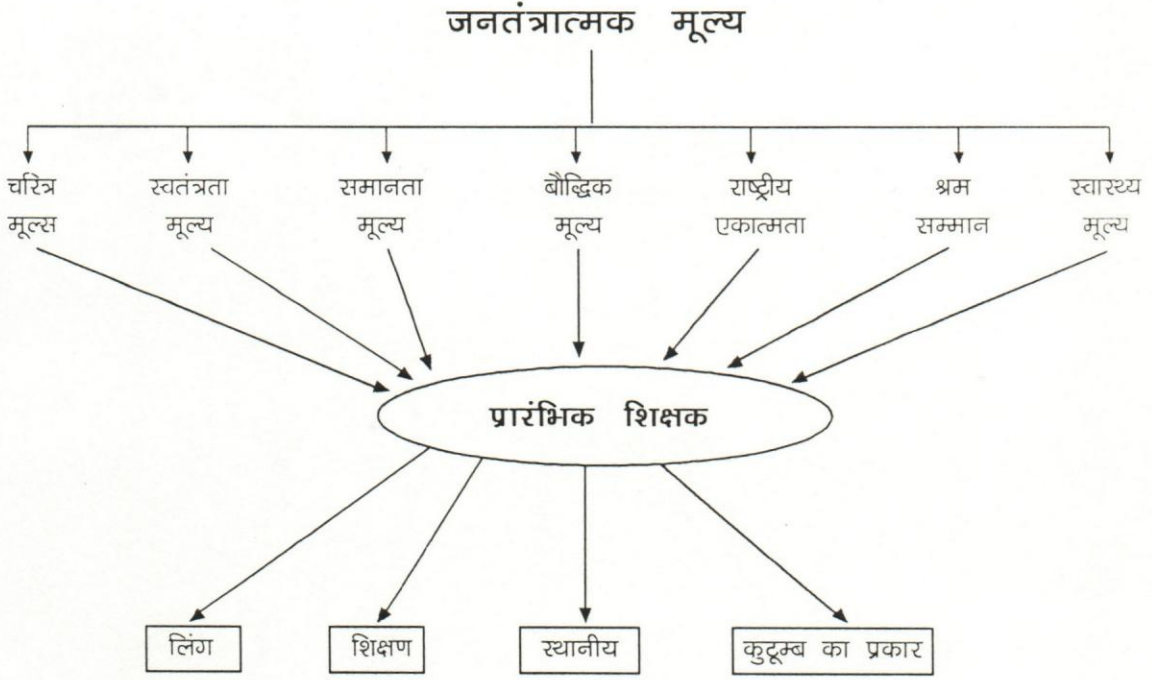 जनतंत्रात्मक मूल्य
चरित्र स्वतंत्रता समानता बौद्धिक राष्ट्रीय श्रम स्वास्थ्य
मूल्स मूल्य मूल्य मूल्य एकात्मता सम्मान मूल्य
प्रारंभिक शिक्षक
लिंग शिक्षण स्थानीय कुटूम्ब का प्रकार